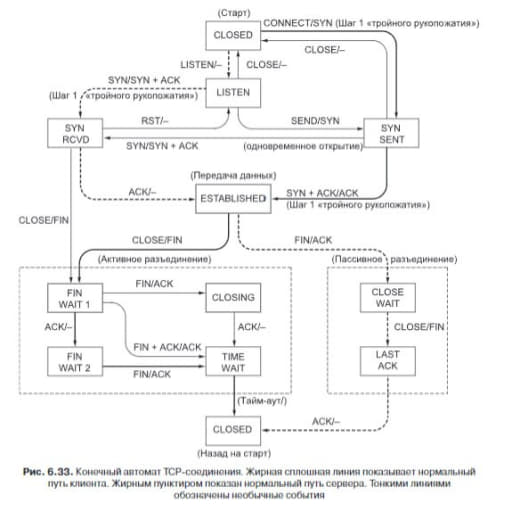 (Старт)
CONNECT/SYN (Шаг 1 «тройного рукопожатия»)
CLOSED
CLOSE/–
LISTEN/–
CLOSE/–
SYN/SYN + ACK
(Шаг 1 «тройного рукопожатия»)
LISTEN
SYN
RCVD
RST/–
SEND/SYN
SYN
SENT
SYN/SYN + ACK
(одновременное открытие)
(Передача данных)
ACK/–
ESTABLISHED
SYN + ACK/ACK
(Шаг 1 «тройного рукопожатия»)
CLOSE/FIN
CLOSE/FIN
FIN/ACK
(Активное разъединение)
(Пассивное разъединение)
FIN
WAIT 1
FIN/ACK
CLOSING
CLOSE
WAIT
ACK/–
FIN + ACK/ACK
ACK/–
CLOSE/FIN
FIN
WAIT 2
FIN/ACK
TIME
WAIT
LAST
ACK
(Тайм-аут/)
CLOSED
ACK/–
(Назад на старт)
Рис. 6.33. Конечный автомат TCP-соединения. Жирная сплошная линия показывает нормальный
путь клиента. Жирным пунктиром показан нормальный путь сервера. Тонкими линиями
обозначены необычные события